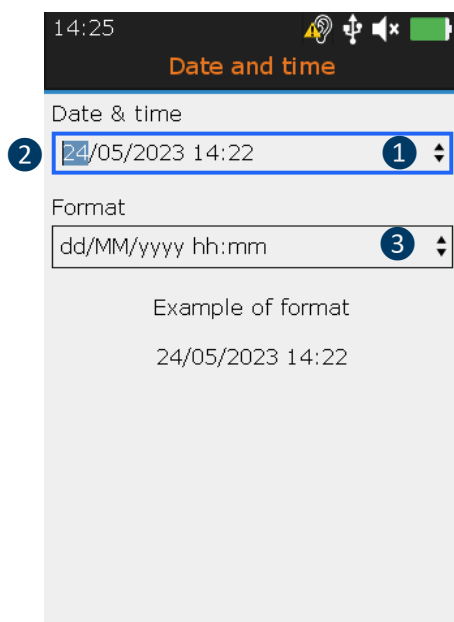 14:25
Date and time
Date & time
2 24/05/2023 14:22 1
Format
dd/MM/yyyy hh:mm 3
Example of format
24/05/2023 14:22